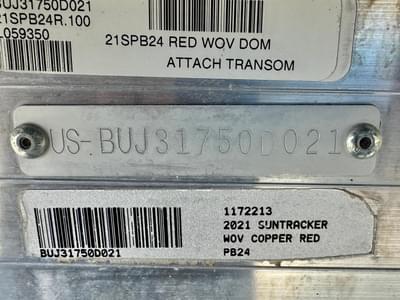 BUJ31750D021
21SPB24R.100
L059350
21SPB24 RED WOV DOM
ATTACH TRANSOM
US-BUJ31750D021
BUJ31750D021
1172213
2021 SUNTRACKER
WOV COPPER RED
PB24